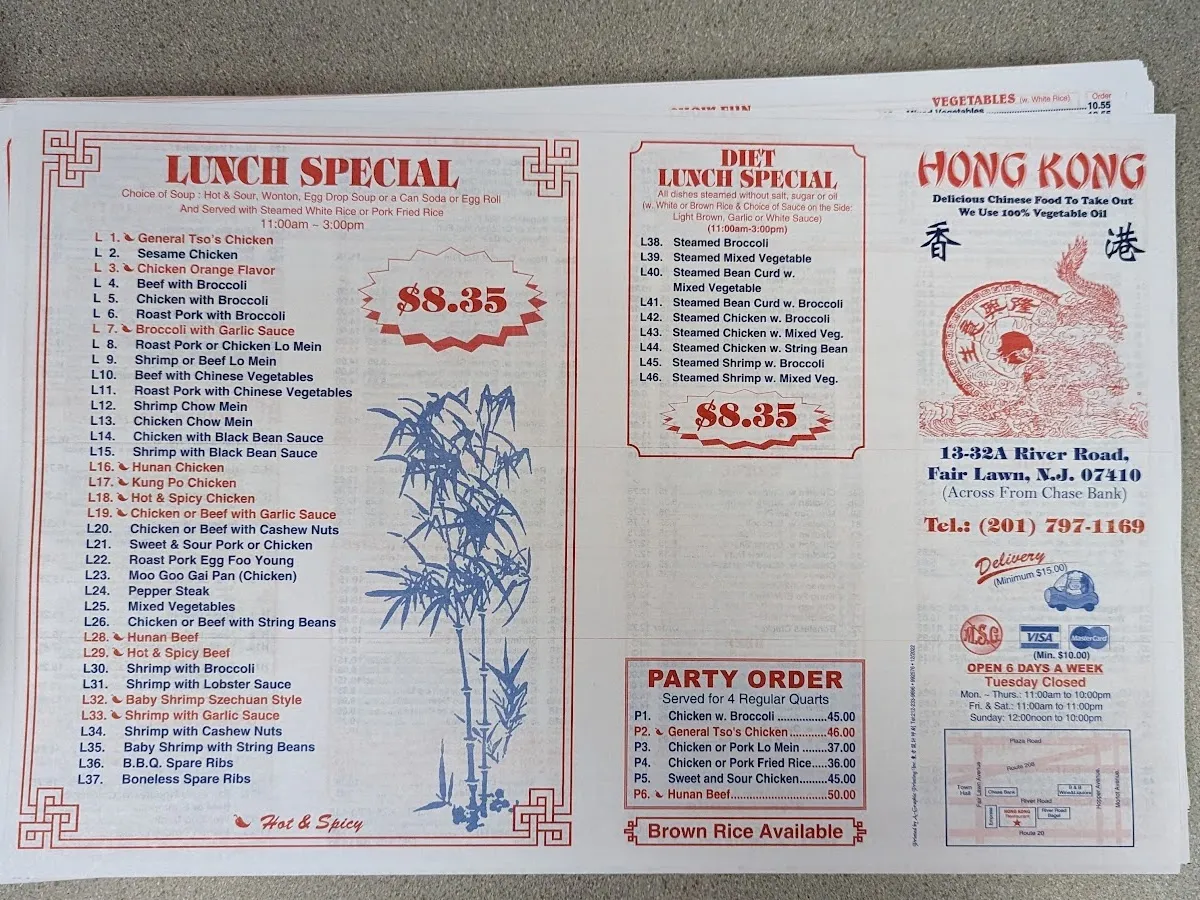 VEGETABLES (w. White Rice) Order
10.55
LUNCH SPECIAL
Choice of Soup : Hot & Sour, Wonton, Egg Drop Soup or a Can Soda or Egg Roll
And Served with Steamed White Rice or Pork Fried Rice
11:00am ~ 3:00pm
L 1. General Tso's Chicken
L 2. Sesame Chicken
L 3. Chicken Orange Flavor
L 4. Beef with Broccoli
L 5. Chicken with Broccoli
L 6. Roast Pork with Broccoli
L 7. Broccoli with Garlic Sauce
L 8. Roast Pork or Chicken Lo Mein
L 9. Shrimp or Beef Lo Mein
L10. Beef with Chinese Vegetables
L11. Roast Pork with Chinese Vegetables
L12. Shrimp Chow Mein
L13. Chicken Chow Mein
L14. Chicken with Black Bean Sauce
L15. Shrimp with Black Bean Sauce
L16. Hunan Chicken
L17. Kung Po Chicken
L18. Hot & Spicy Chicken
L19. Chicken or Beef with Garlic Sauce
L20. Chicken or Beef with Cashew Nuts
L21. Sweet & Sour Pork or Chicken
L22. Roast Pork Egg Foo Young
L23. Moo Goo Gai Pan (Chicken)
L24. Pepper Steak
L25. Mixed Vegetables
L26. Chicken or Beef with String Beans
L28. Hunan Beef
L29. Hot & Spicy Beef
L30. Shrimp with Broccoli
L31. Shrimp with Lobster Sauce
L32. Baby Shrimp Szechuan Style
L33. Shrimp with Garlic Sauce
L34. Shrimp with Cashew Nuts
L35. Baby Shrimp with String Beans
L36. B.B.Q. Spare Ribs
L37. Boneless Spare Ribs
$8.35
Hot & Spicy
DIET
LUNCH SPECIAL
All dishes steamed without salt, sugar or oil
(w. White or Brown Rice & Choice of Sauce on the Side:
Light Brown, Garlic or White Sauce)
(11:00am-3:00pm)
L38. Steamed Broccoli
L39. Steamed Mixed Vegetable
L40. Steamed Bean Curd w.
Mixed Vegetable
L41. Steamed Bean Curd w. Broccoli
L42. Steamed Chicken w. Broccoli
L43. Steamed Chicken w. Mixed Veg.
L44. Steamed Chicken w. String Bean
L45. Steamed Shrimp w. Broccoli
L46. Steamed Shrimp w. Mixed Veg.
$8.35
PARTY ORDER
Served for 4 Regular Quarts
P1. Chicken w. Broccoli ...............45.00
P2. General Tso's Chicken ...........46.00
P3. Chicken or Pork Lo Mein .......37.00
P4. Chicken or Pork Fried Rice....36.00
P5. Sweet and Sour Chicken........45.00
P6. Hunan Beef.............................50.00
Brown Rice Available
HONG KONG
Delicious Chinese Food To Take Out
We Use 100% Vegetable Oil
香 港
13-32A River Road,
Fair Lawn, N.J. 07410
(Across From Chase Bank)
Tel.: (201) 797-1169
Delivery
(Minimum $15.00)
M.S.G
VISA MasterCard
(Min. $10.00)
OPEN 6 DAYS A WEEK
Tuesday Closed
Mon. ~ Thurs.: 11:00am to 10:00pm
Fri. & Sat.: 11:00am to 11:00pm
Sunday: 12:00noon to 10:00pm
Plaza Road
Route 208
Town Hall
Fair Lawn Avenue
Chase Bank
River Road
HONG KONG
Restaurant
River Road
Bagel
Hopper Avenue
Morlot Avenue
Route 20